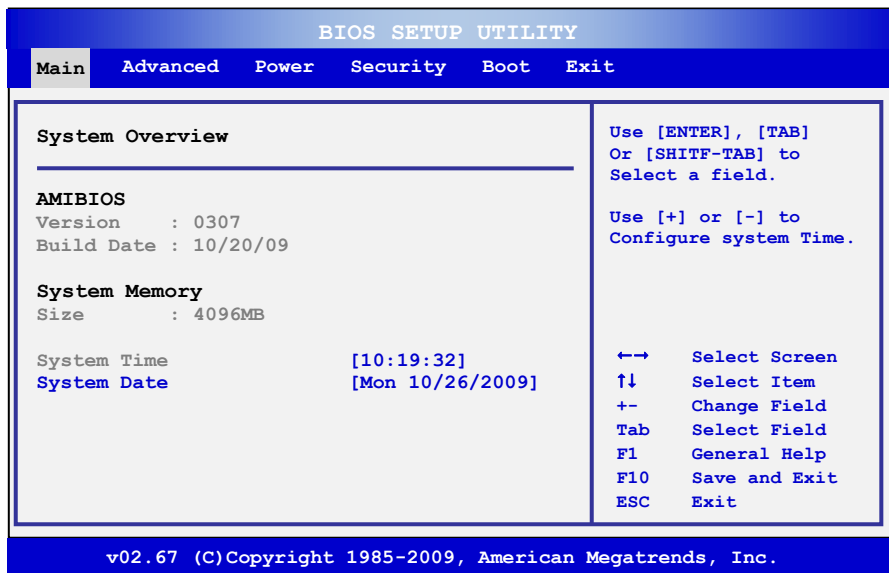 BIOS SETUP UTILITY
Main Advanced Power Security Boot Exit
System Overview
AMIBIOS
Version : 0307
Build Date : 10/20/09
System Memory
Size : 4096MB
System Time [10:19:32]
System Date [Mon 10/26/2009]
Use [ENTER], [TAB]
Or [SHITF-TAB] to
Select a field.
Use [+] or [-] to
Configure system Time.
←→ Select Screen
↑↓ Select Item
+- Change Field
Tab Select Field
F1 General Help
F10 Save and Exit
ESC Exit
v02.67 (C)Copyright 1985-2009, American Megatrends, Inc.